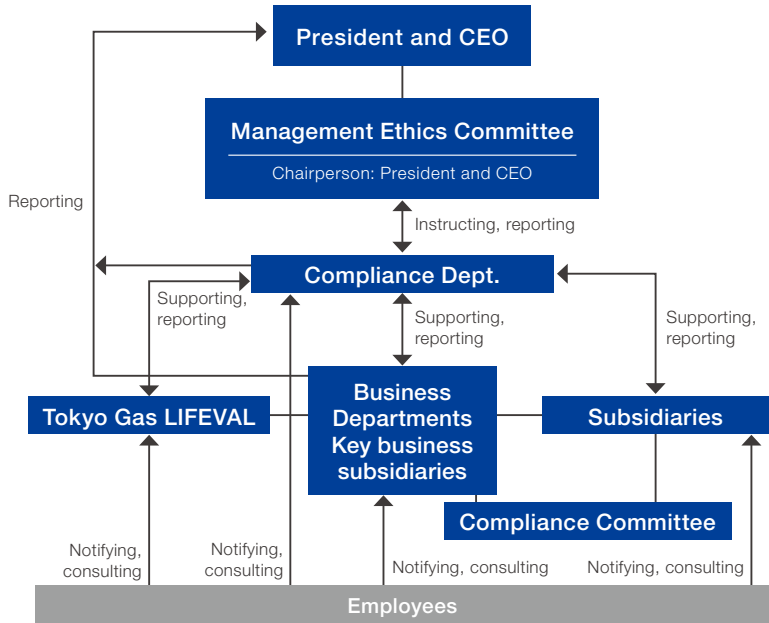 President and CEO
Management Ethics Committee
Chairperson: President and CEO
Reporting
Instructing, reporting
Compliance Dept.
Supporting,
reporting
Supporting,
reporting
Supporting,
reporting
Tokyo Gas LIFEVAL
Business
Departments
Key business
subsidiaries
Subsidiaries
Compliance Committee
Notifying,
consulting
Notifying,
consulting
Notifying, consulting
Notifying, consulting
Employees